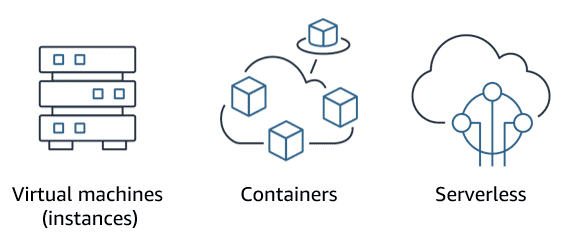 Virtual machines
(instances)
Containers
Serverless